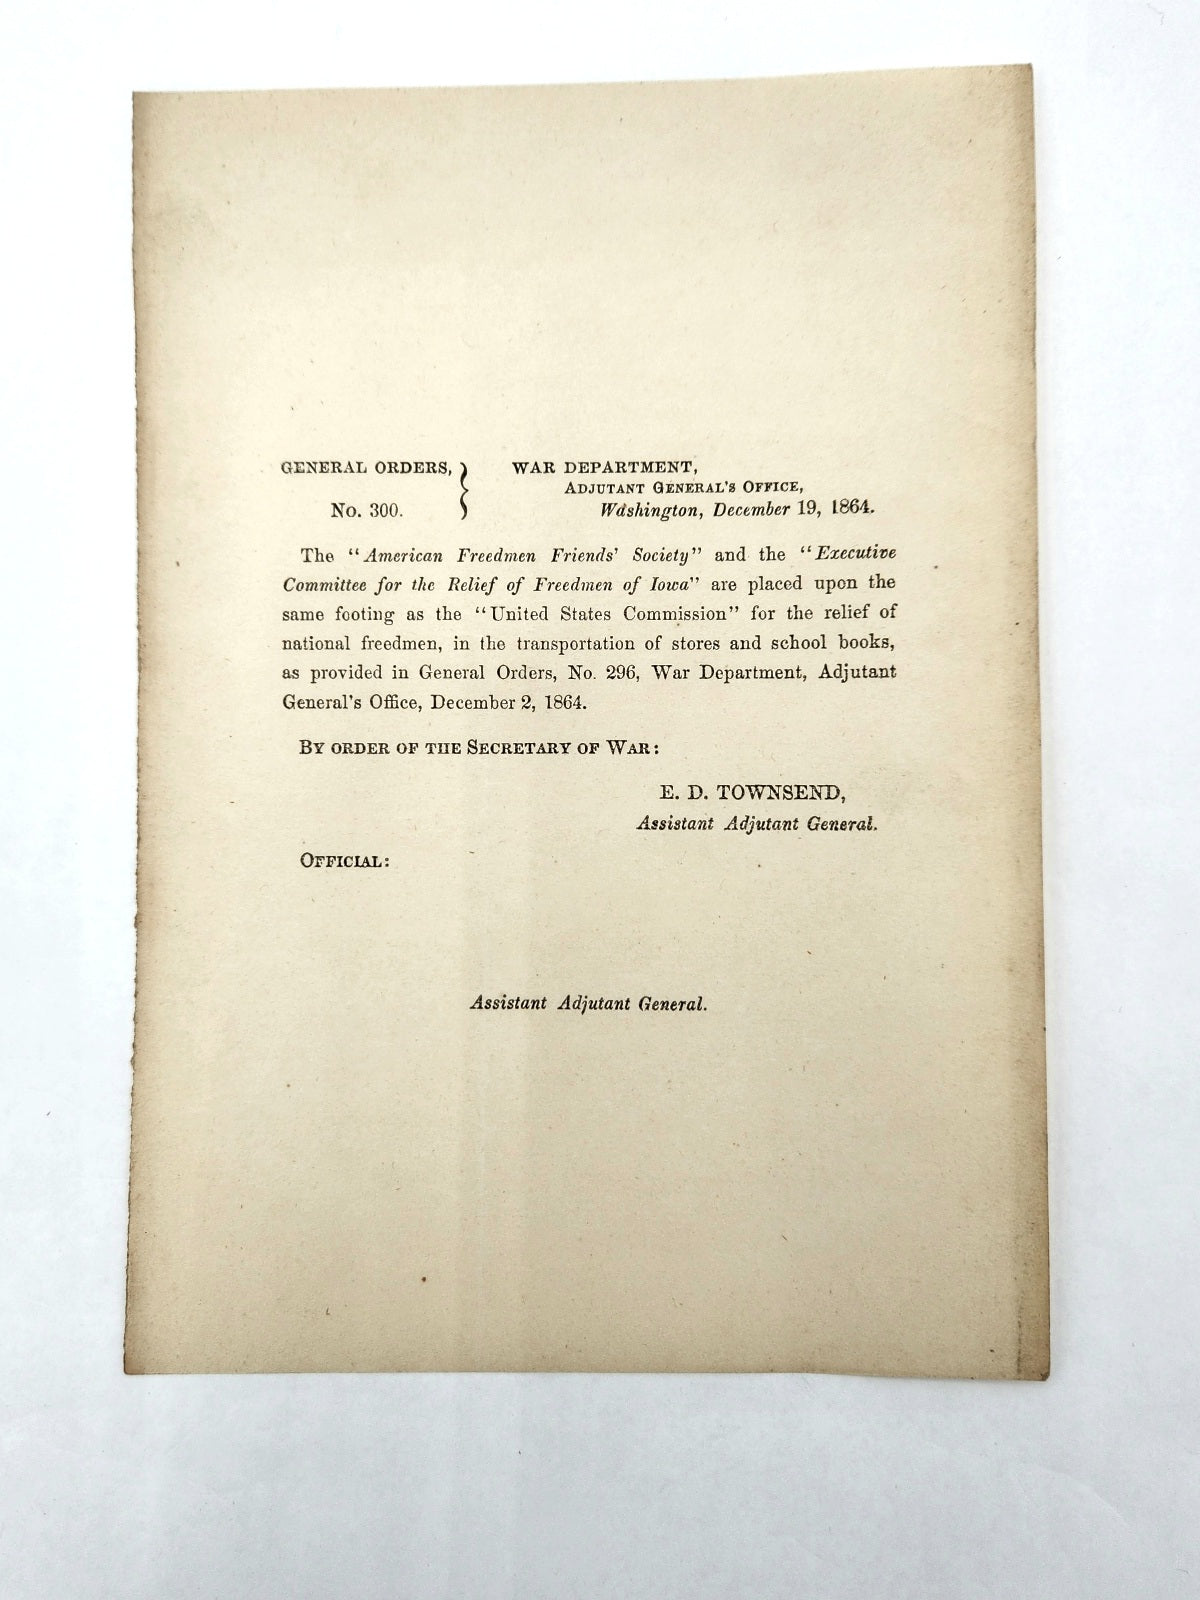 GENERAL ORDERS, } WAR DEPARTMENT,
ADJUTANT GENERAL'S OFFICE,
No. 300. Washington, December 19, 1864.
The "American Freedmen Friends' Society" and the "Executive
Committee for the Relief of Freedmen of Iowa" are placed upon the
same footing as the "United States Commission" for the relief of
national freedmen, in the transportation of stores and school books,
as provided in General Orders, No. 296, War Department, Adjutant
General's Office, December 2, 1864.
BY ORDER OF THE SECRETARY OF WAR:
E. D. TOWNSEND,
Assistant Adjutant General.
OFFICIAL:
Assistant Adjutant General.